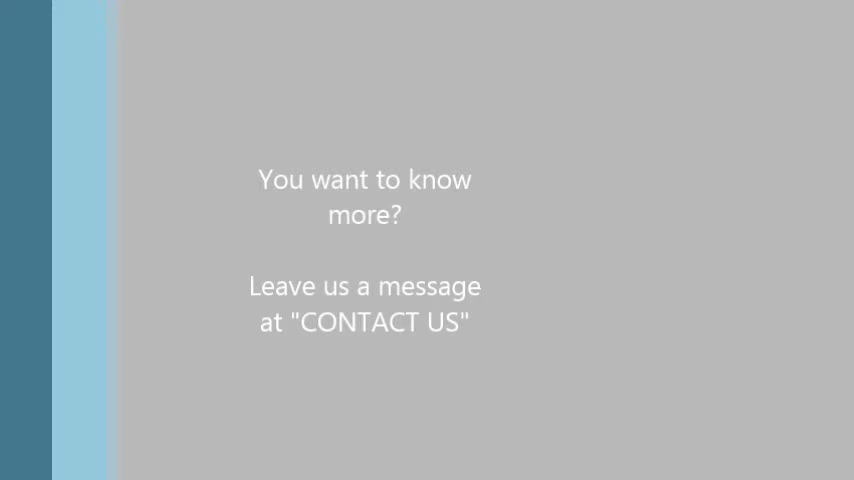 You want to know
more?
Leave us a message
at "CONTACT US"